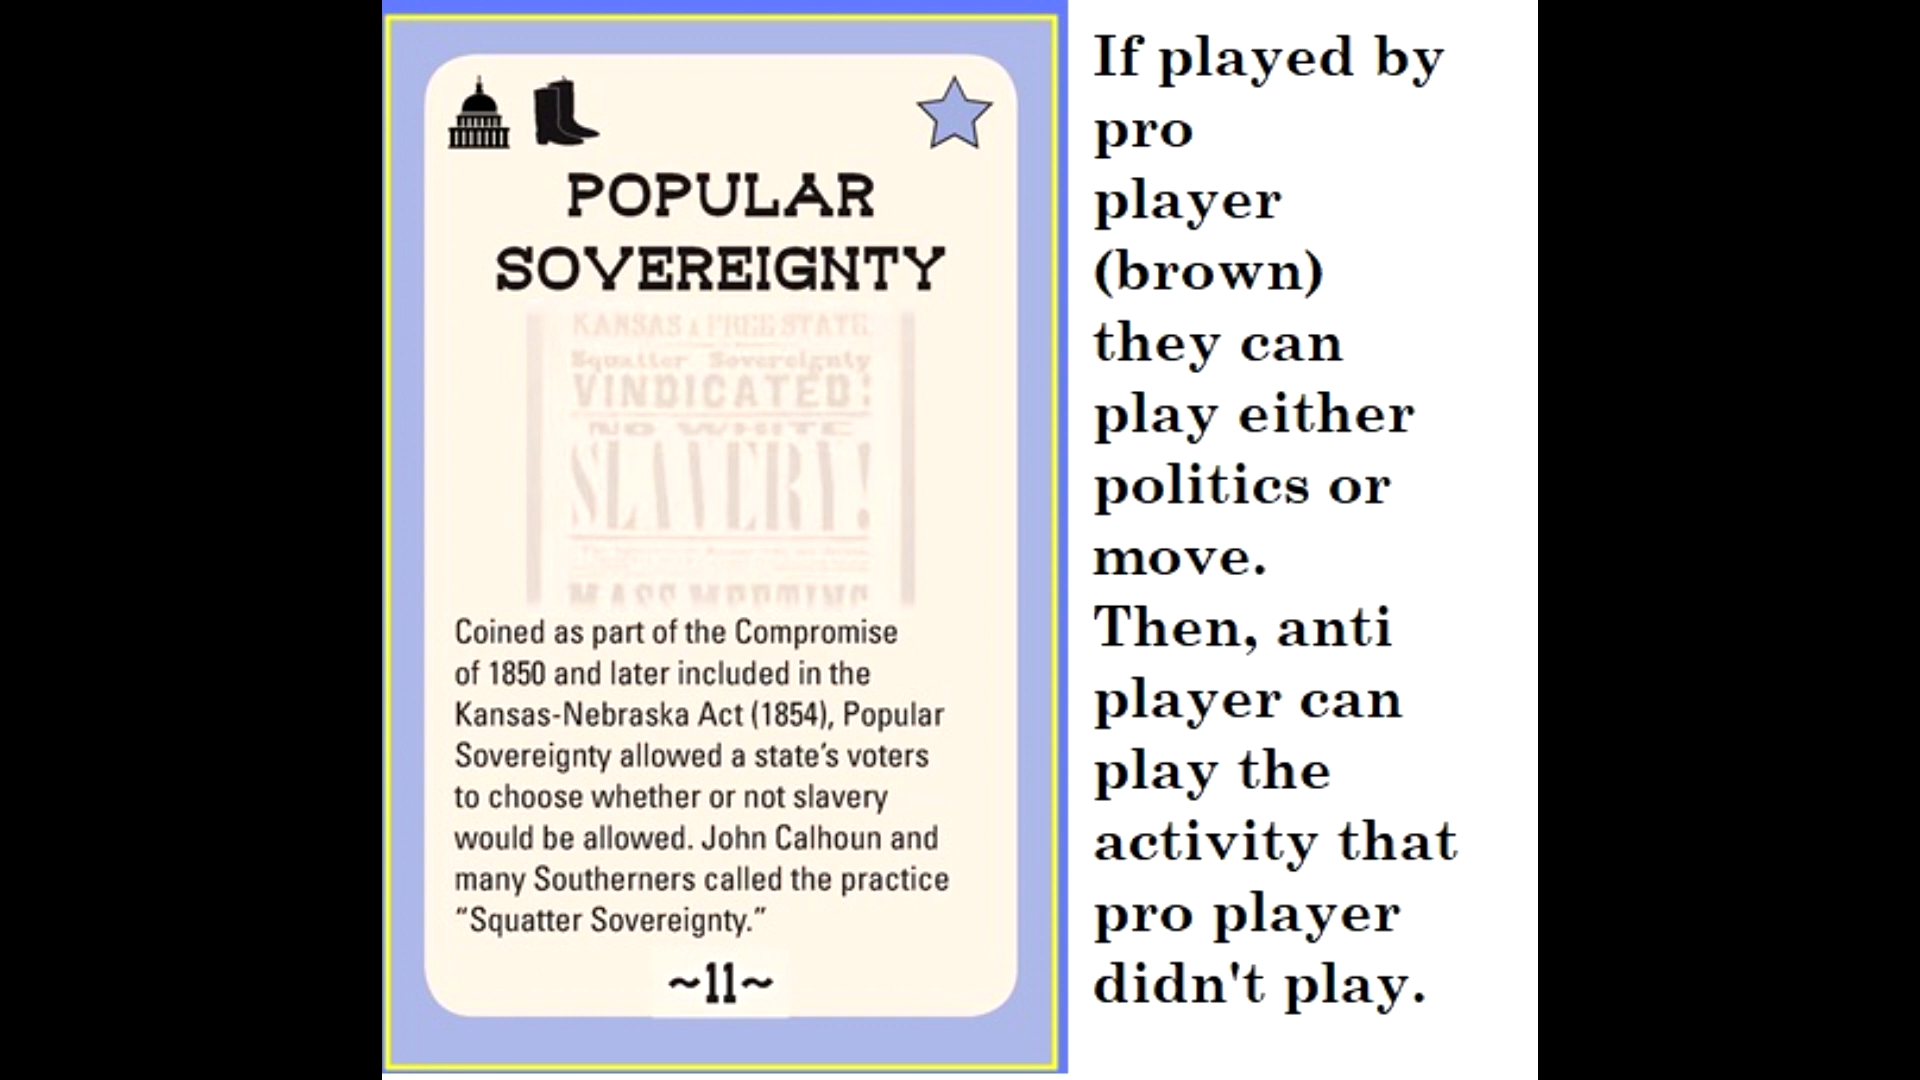 POPULAR
SOVEREIGNTY
KANSAS A FREE STATE.
Squatter Sovereignty
VINDICATED!
NO WHITE
SLAVERY!
MASS MEETING
Coined as part of the Compromise
of 1850 and later included in the
Kansas-Nebraska Act (1854), Popular
Sovereignty allowed a state’s voters
to choose whether or not slavery
would be allowed. John Calhoun and
many Southerners called the practice
“Squatter Sovereignty.”
~11~
If played by
pro
player
(brown)
they can
play either
politics or
move.
Then, anti
player can
play the
activity that
pro player
didn't play.